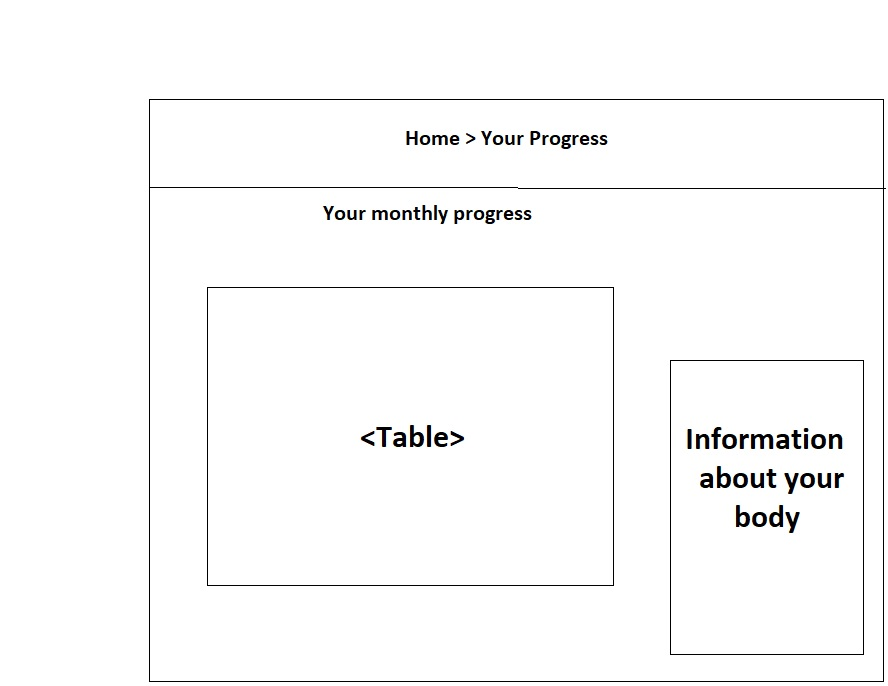 Home > Your Progress
Your monthly progress
<Table>
Information
about your
body